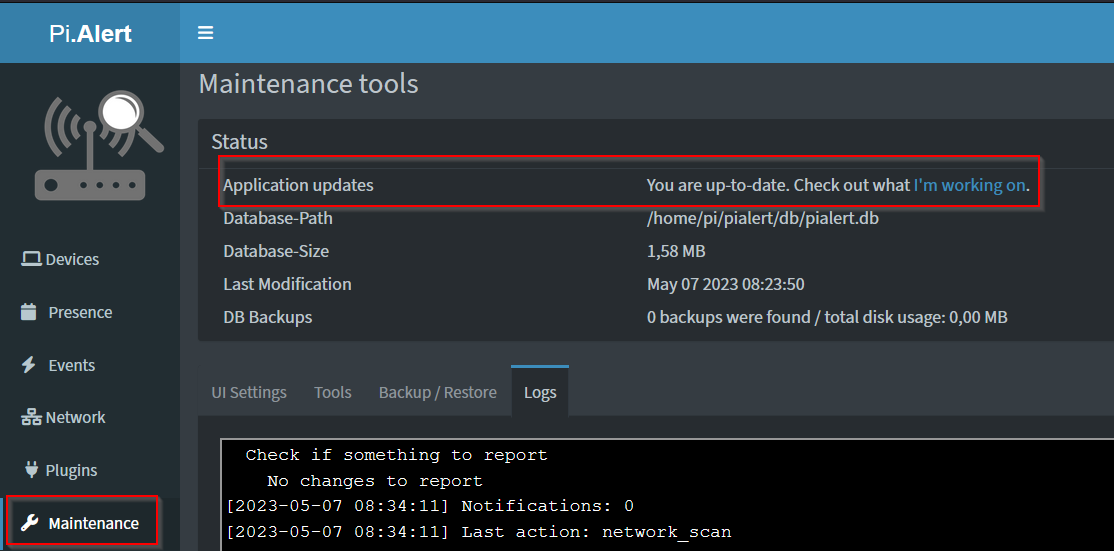 Pi.Alert
Maintenance tools
Status
Application updates You are up-to-date. Check out what I'm working on.
Database-Path /home/pi/pialert/db/pialert.db
Database-Size 1,58 MB
Last Modification May 07 2023 08:23:50
DB Backups 0 backups were found / total disk usage: 0,00 MB
Devices
Presence
Events
Network
Plugins
Maintenance
UI Settings Tools Backup / Restore Logs
Check if something to report
No changes to report
[2023-05-07 08:34:11] Notifications: 0
[2023-05-07 08:34:11] Last action: network_scan